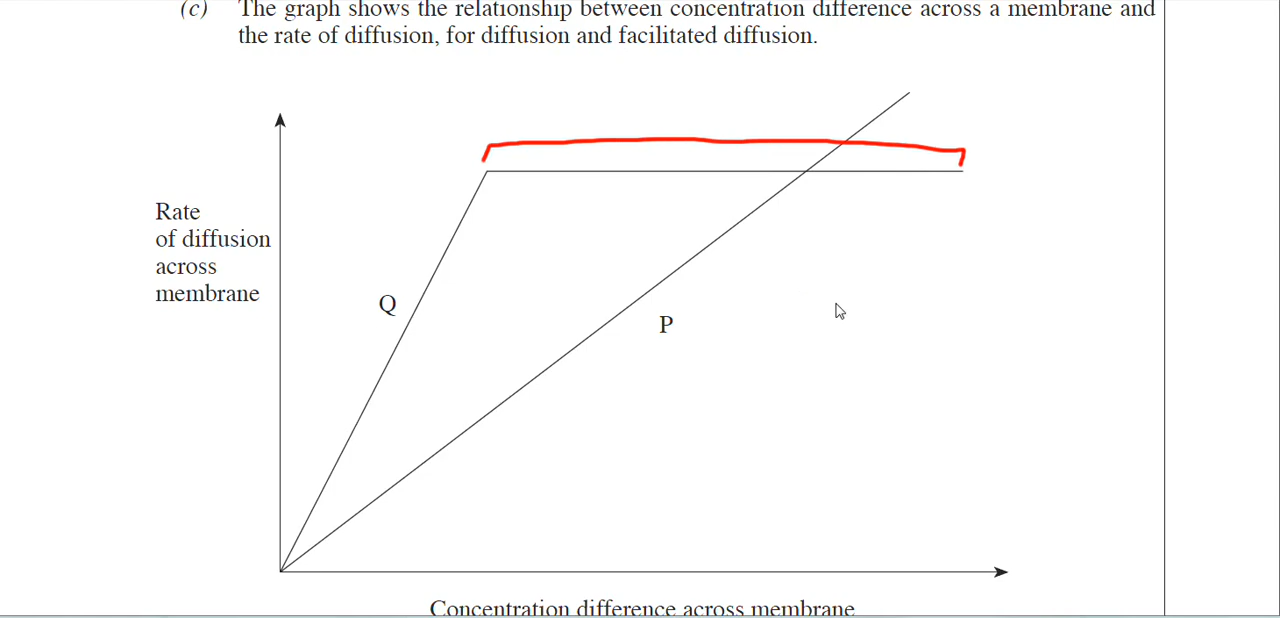 (c) The graph shows the relationship between concentration difference across a membrane and
the rate of diffusion, for diffusion and facilitated diffusion.
Rate
of diffusion
across
membrane
Q
P
Concentration difference across membrane